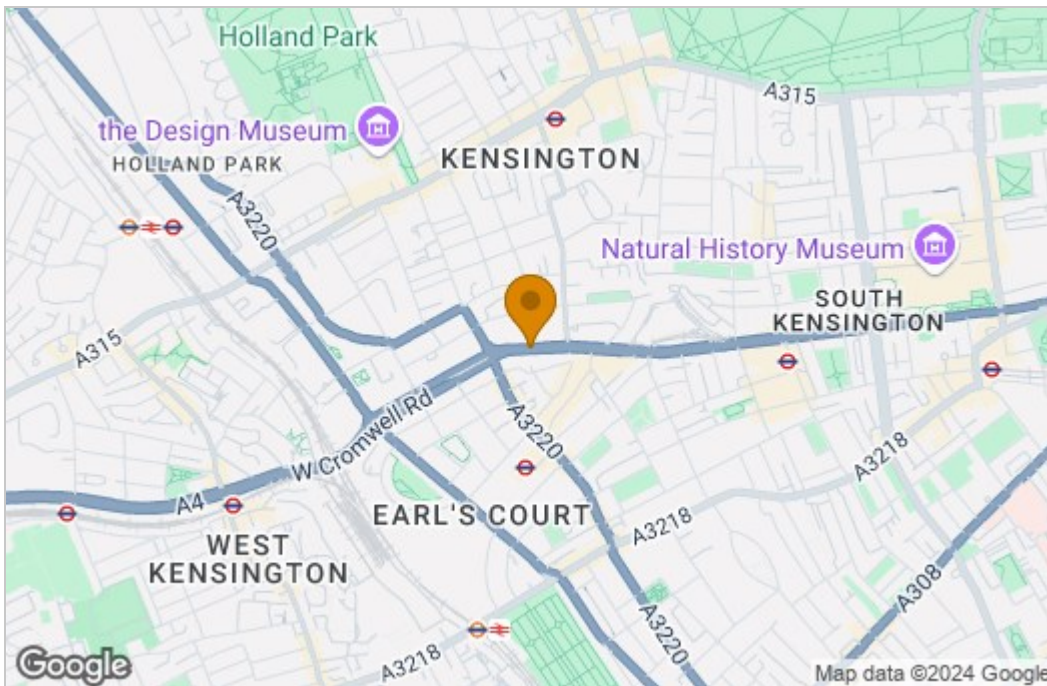 Holland Park
A315
the Design Museum
HOLLAND PARK
KENSINGTON
A3220
Natural History Museum
SOUTH
KENSINGTON
A315
W Cromwell Rd
A3220
A3218
A4
EARL'S COURT
A3218
WEST
KENSINGTON
A308
A3220
A3218
Google
Map data ©2024 Google